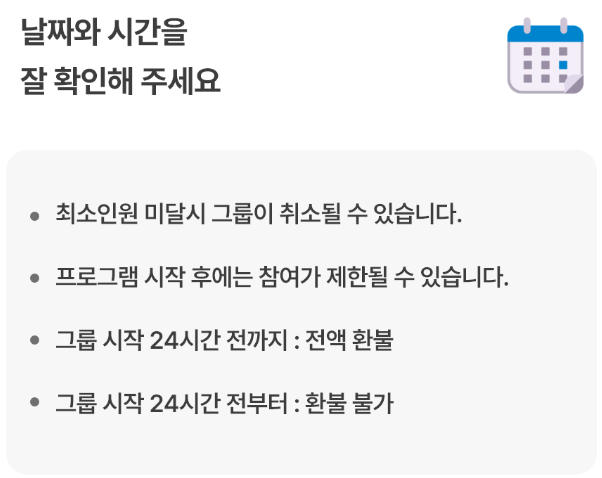 날짜와 시간을
잘 확인해 주세요
• 최소인원 미달시 그룹이 취소될 수 있습니다.
• 프로그램 시작 후에는 참여가 제한될 수 있습니다.
• 그룹 시작 24시간 전까지 : 전액 환불
• 그룹 시작 24시간 전부터 : 환불 불가